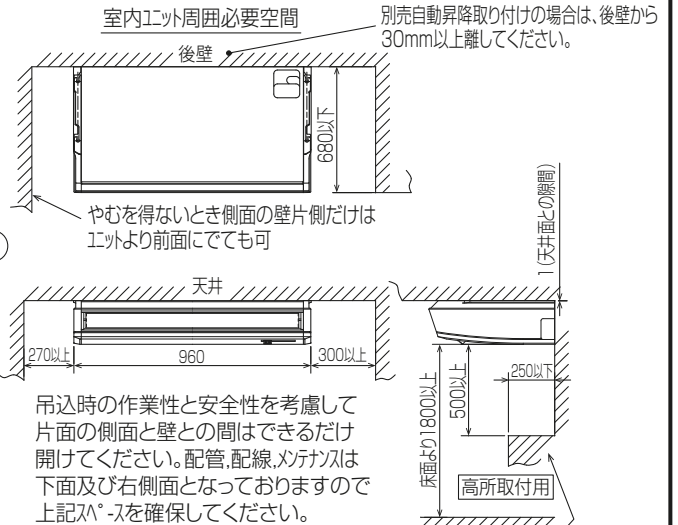 室内ユニット周囲必要空間
別売自動昇降取り付けの場合は、後壁から
30mm以上離してください。
後壁
680以下
やむを得ないとき側面の壁片側だけは
ユニットより前面にでても可
1(天井面との隙間)
天井
270以上
960
300以上
床面より1800以上
500以上
250以下
高所取付用
吊込時の作業性と安全性を考慮して
片面の側面と壁との間はできるだけ
開けてください。配管,配線,メンテナンスは
下面及び右側面となっておりますので
上記スペースを確保してください。